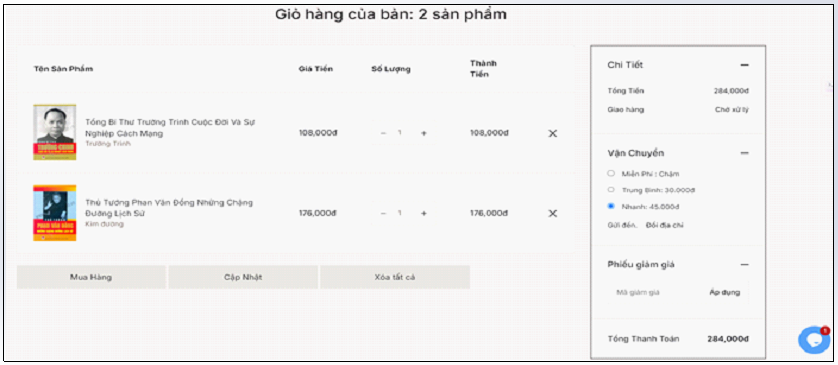 Giỏ hàng của bản: 2 sản phẩm
Tên Sản Phẩm
Giá Tiền
Số Lượng
Thành
Tiền
Tổng Bí Thư Trường Trinh Cuộc Đời Và Sự
Nghiệp Cách Mạng
Trường Trinh
108,000đ
− 1 +
108,000đ
Thủ Tướng Phan Văn Đồng Những Chặng
Đường Lịch Sử
Kim đường
176,000đ
− 1 +
176,000đ
Mua Hàng
Cập Nhật
Xóa tất cả
Chi Tiết
Tổng Tiền 284,000đ
Giao hàng Chờ xử lý
Vận Chuyển
Miễn Phí : Chậm
Trung Bình: 30.000đ
Nhanh: 45.000đ
Gửi đến. Đổi địa chỉ
Phiếu giảm giá
Mã giảm giá Áp dụng
Tổng Thanh Toán 284,000đ